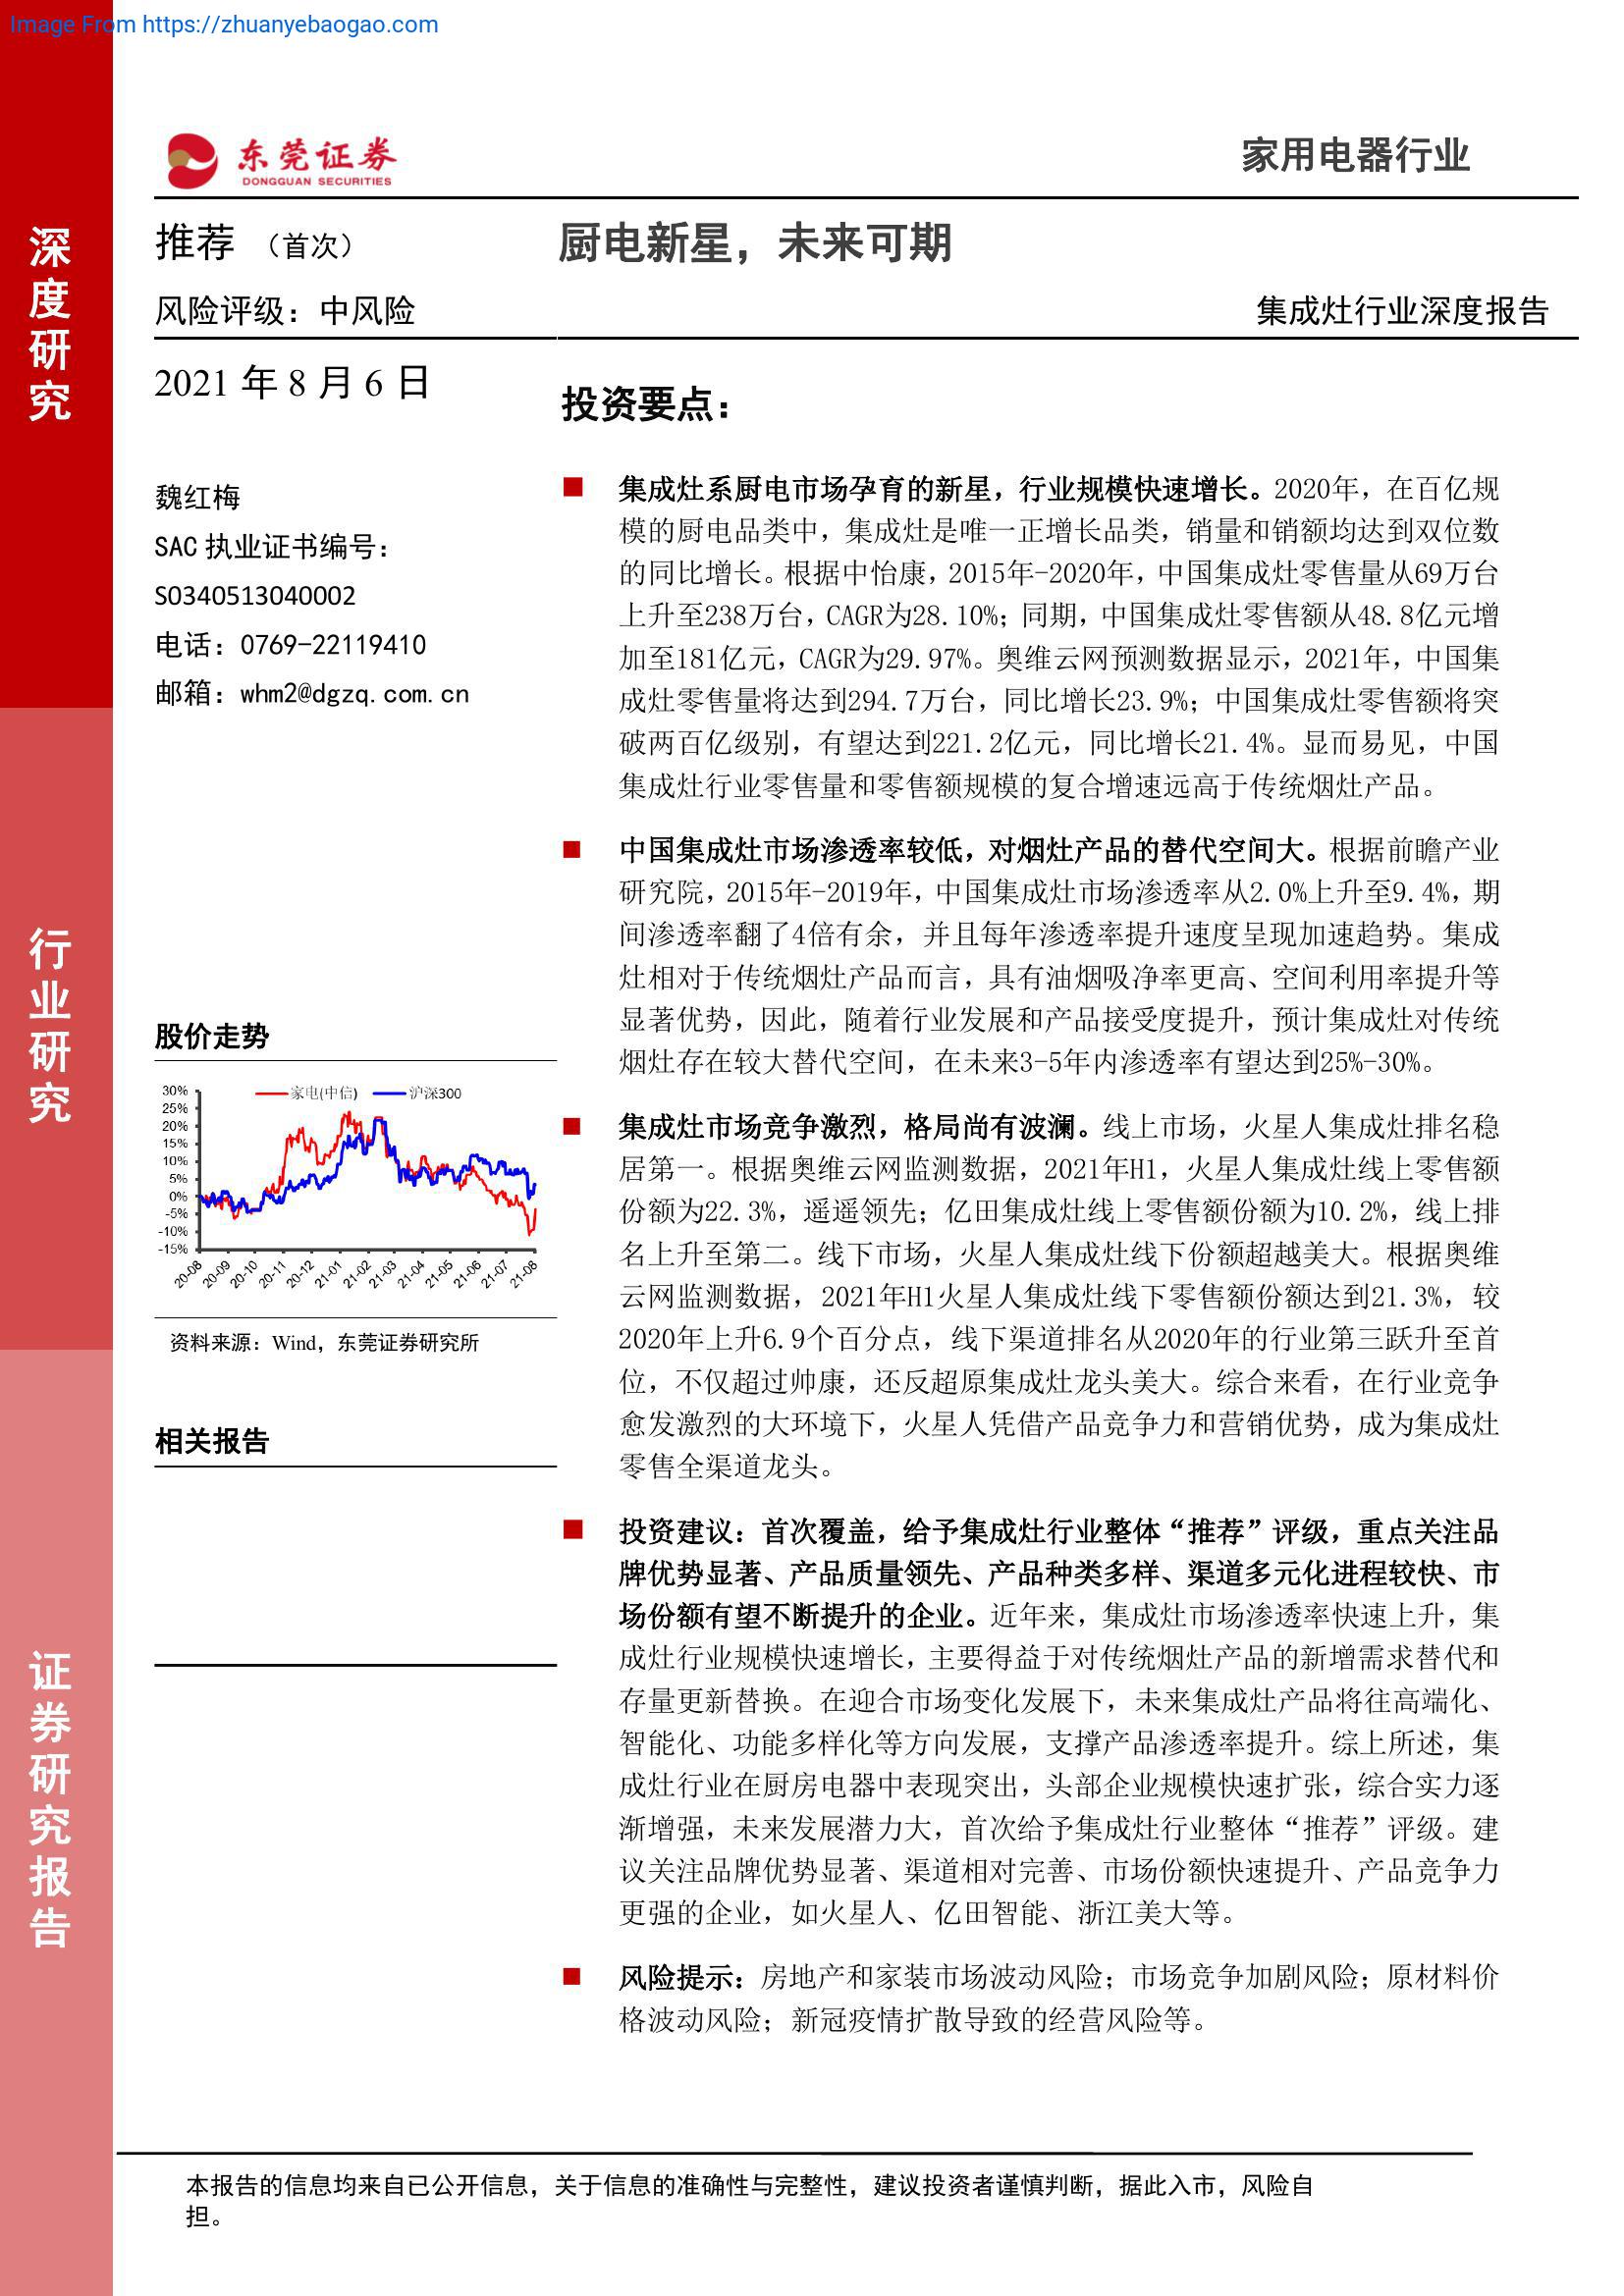 Image From https://zhuanyebaogao.com
东莞证券
DONGGUAN SECURITIES
家用电器行业
深度研究
行业研究
证券研究报告
推荐 （首次）
厨电新星，未来可期
风险评级：中风险
集成灶行业深度报告
2021 年 8 月 6 日
魏红梅
SAC 执业证书编号：
S0340513040002
电话：0769-22119410
邮箱：whm2@dgzq.com.cn
股价走势
家电(中信)
沪深300
30%
25%
20%
15%
10%
5%
0%
-5%
-10%
-15%
20-08
20-09
20-10
20-11
20-12
21-01
21-02
21-03
21-04
21-05
21-06
21-07
21-08
资料来源：Wind，东莞证券研究所
相关报告
投资要点：
集成灶系厨电市场孕育的新星，行业规模快速增长。2020年，在百亿规
模的厨电品类中，集成灶是唯一正增长品类，销量和销额均达到双位数
的同比增长。根据中怡康，2015年-2020年，中国集成灶零售量从69万台
上升至238万台，CAGR为28.10%；同期，中国集成灶零售额从48.8亿元增
加至181亿元，CAGR为29.97%。奥维云网预测数据显示，2021年，中国集
成灶零售量将达到294.7万台，同比增长23.9%；中国集成灶零售额将突
破两百亿级别，有望达到221.2亿元，同比增长21.4%。显而易见，中国
集成灶行业零售量和零售额规模的复合增速远高于传统烟灶产品。
中国集成灶市场渗透率较低，对烟灶产品的替代空间大。根据前瞻产业
研究院，2015年-2019年，中国集成灶市场渗透率从2.0%上升至9.4%，期
间渗透率翻了4倍有余，并且每年渗透率提升速度呈现加速趋势。集成
灶相对于传统烟灶产品而言，具有油烟吸净率更高、空间利用率提升等
显著优势，因此，随着行业发展和产品接受度提升，预计集成灶对传统
烟灶存在较大替代空间，在未来3-5年内渗透率有望达到25%-30%。
集成灶市场竞争激烈，格局尚有波澜。线上市场，火星人集成灶排名稳
居第一。根据奥维云网监测数据，2021年H1，火星人集成灶线上零售额
份额为22.3%，遥遥领先；亿田集成灶线上零售额份额为10.2%，线上排
名上升至第二。线下市场，火星人集成灶线下份额超越美大。根据奥维
云网监测数据，2021年H1火星人集成灶线下零售额份额达到21.3%，较
2020年上升6.9个百分点，线下渠道排名从2020年的行业第三跃升至首
位，不仅超过帅康，还反超原集成灶龙头美大。综合来看，在行业竞争
愈发激烈的大环境下，火星人凭借产品竞争力和营销优势，成为集成灶
零售全渠道龙头。
投资建议：首次覆盖，给予集成灶行业整体“推荐”评级，重点关注品
牌优势显著、产品质量领先、产品种类多样、渠道多元化进程较快、市
场份额有望不断提升的企业。近年来，集成灶市场渗透率快速上升，集
成灶行业规模快速增长，主要得益于对传统烟灶产品的新增需求替代和
存量更新替换。在迎合市场变化发展下，未来集成灶产品将往高端化、
智能化、功能多样化等方向发展，支撑产品渗透率提升。综上所述，集
成灶行业在厨房电器中表现突出，头部企业规模快速扩张，综合实力逐
渐增强，未来发展潜力大，首次给予集成灶行业整体“推荐”评级。建
议关注品牌优势显著、渠道相对完善、市场份额快速提升、产品竞争力
更强的企业，如火星人、亿田智能、浙江美大等。
风险提示：房地产和家装市场波动风险；市场竞争加剧风险；原材料价
格波动风险；新冠疫情扩散导致的经营风险等。
本报告的信息均来自已公开信息，关于信息的准确性与完整性，建议投资者谨慎判断，据此入市，风险自
担。